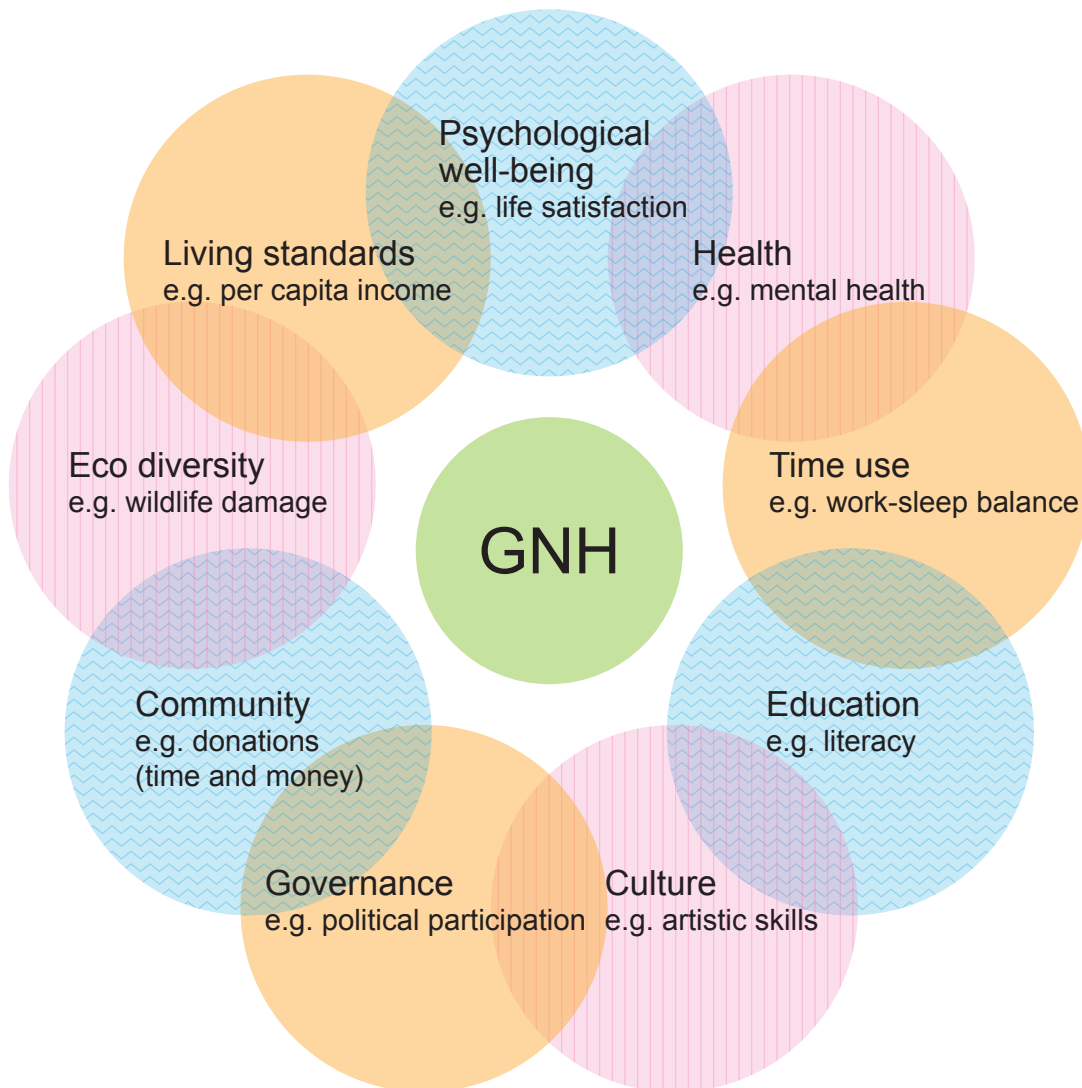 Psychological
well-being
e.g. life satisfaction
Health
e.g. mental health
Time use
e.g. work-sleep balance
Education
e.g. literacy
Culture
e.g. artistic skills
Governance
e.g. political participation
Community
e.g. donations
(time and money)
Eco diversity
e.g. wildlife damage
Living standards
e.g. per capita income
GNH